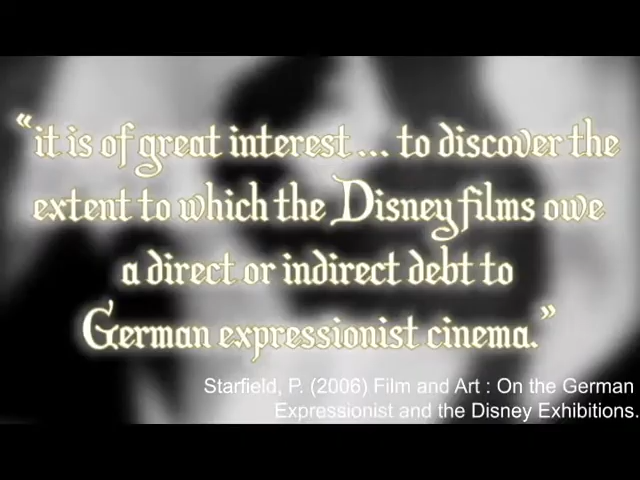 “it is of great interest... to discover the
extent to which the Disney films owe
a direct or indirect debt to
German expressionist cinema.”
Starfield, P. (2006) Film and Art : On the German
Expressionist and the Disney Exhibitions.